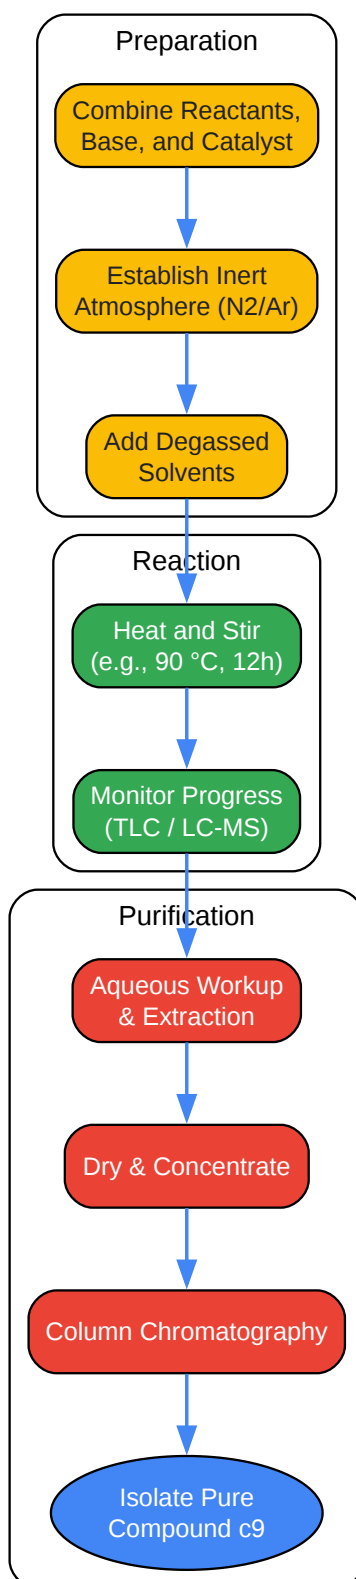 Preparation
Combine Reactants,
Base, and Catalyst
Establish Inert
Atmosphere (N2/Ar)
Add Degassed
Solvents
Reaction
Heat and Stir
(e.g., 90 °C, 12h)
Monitor Progress
(TLC / LC-MS)
Purification
Aqueous Workup
& Extraction
Dry & Concentrate
Column Chromatography
Isolate Pure
Compound c9